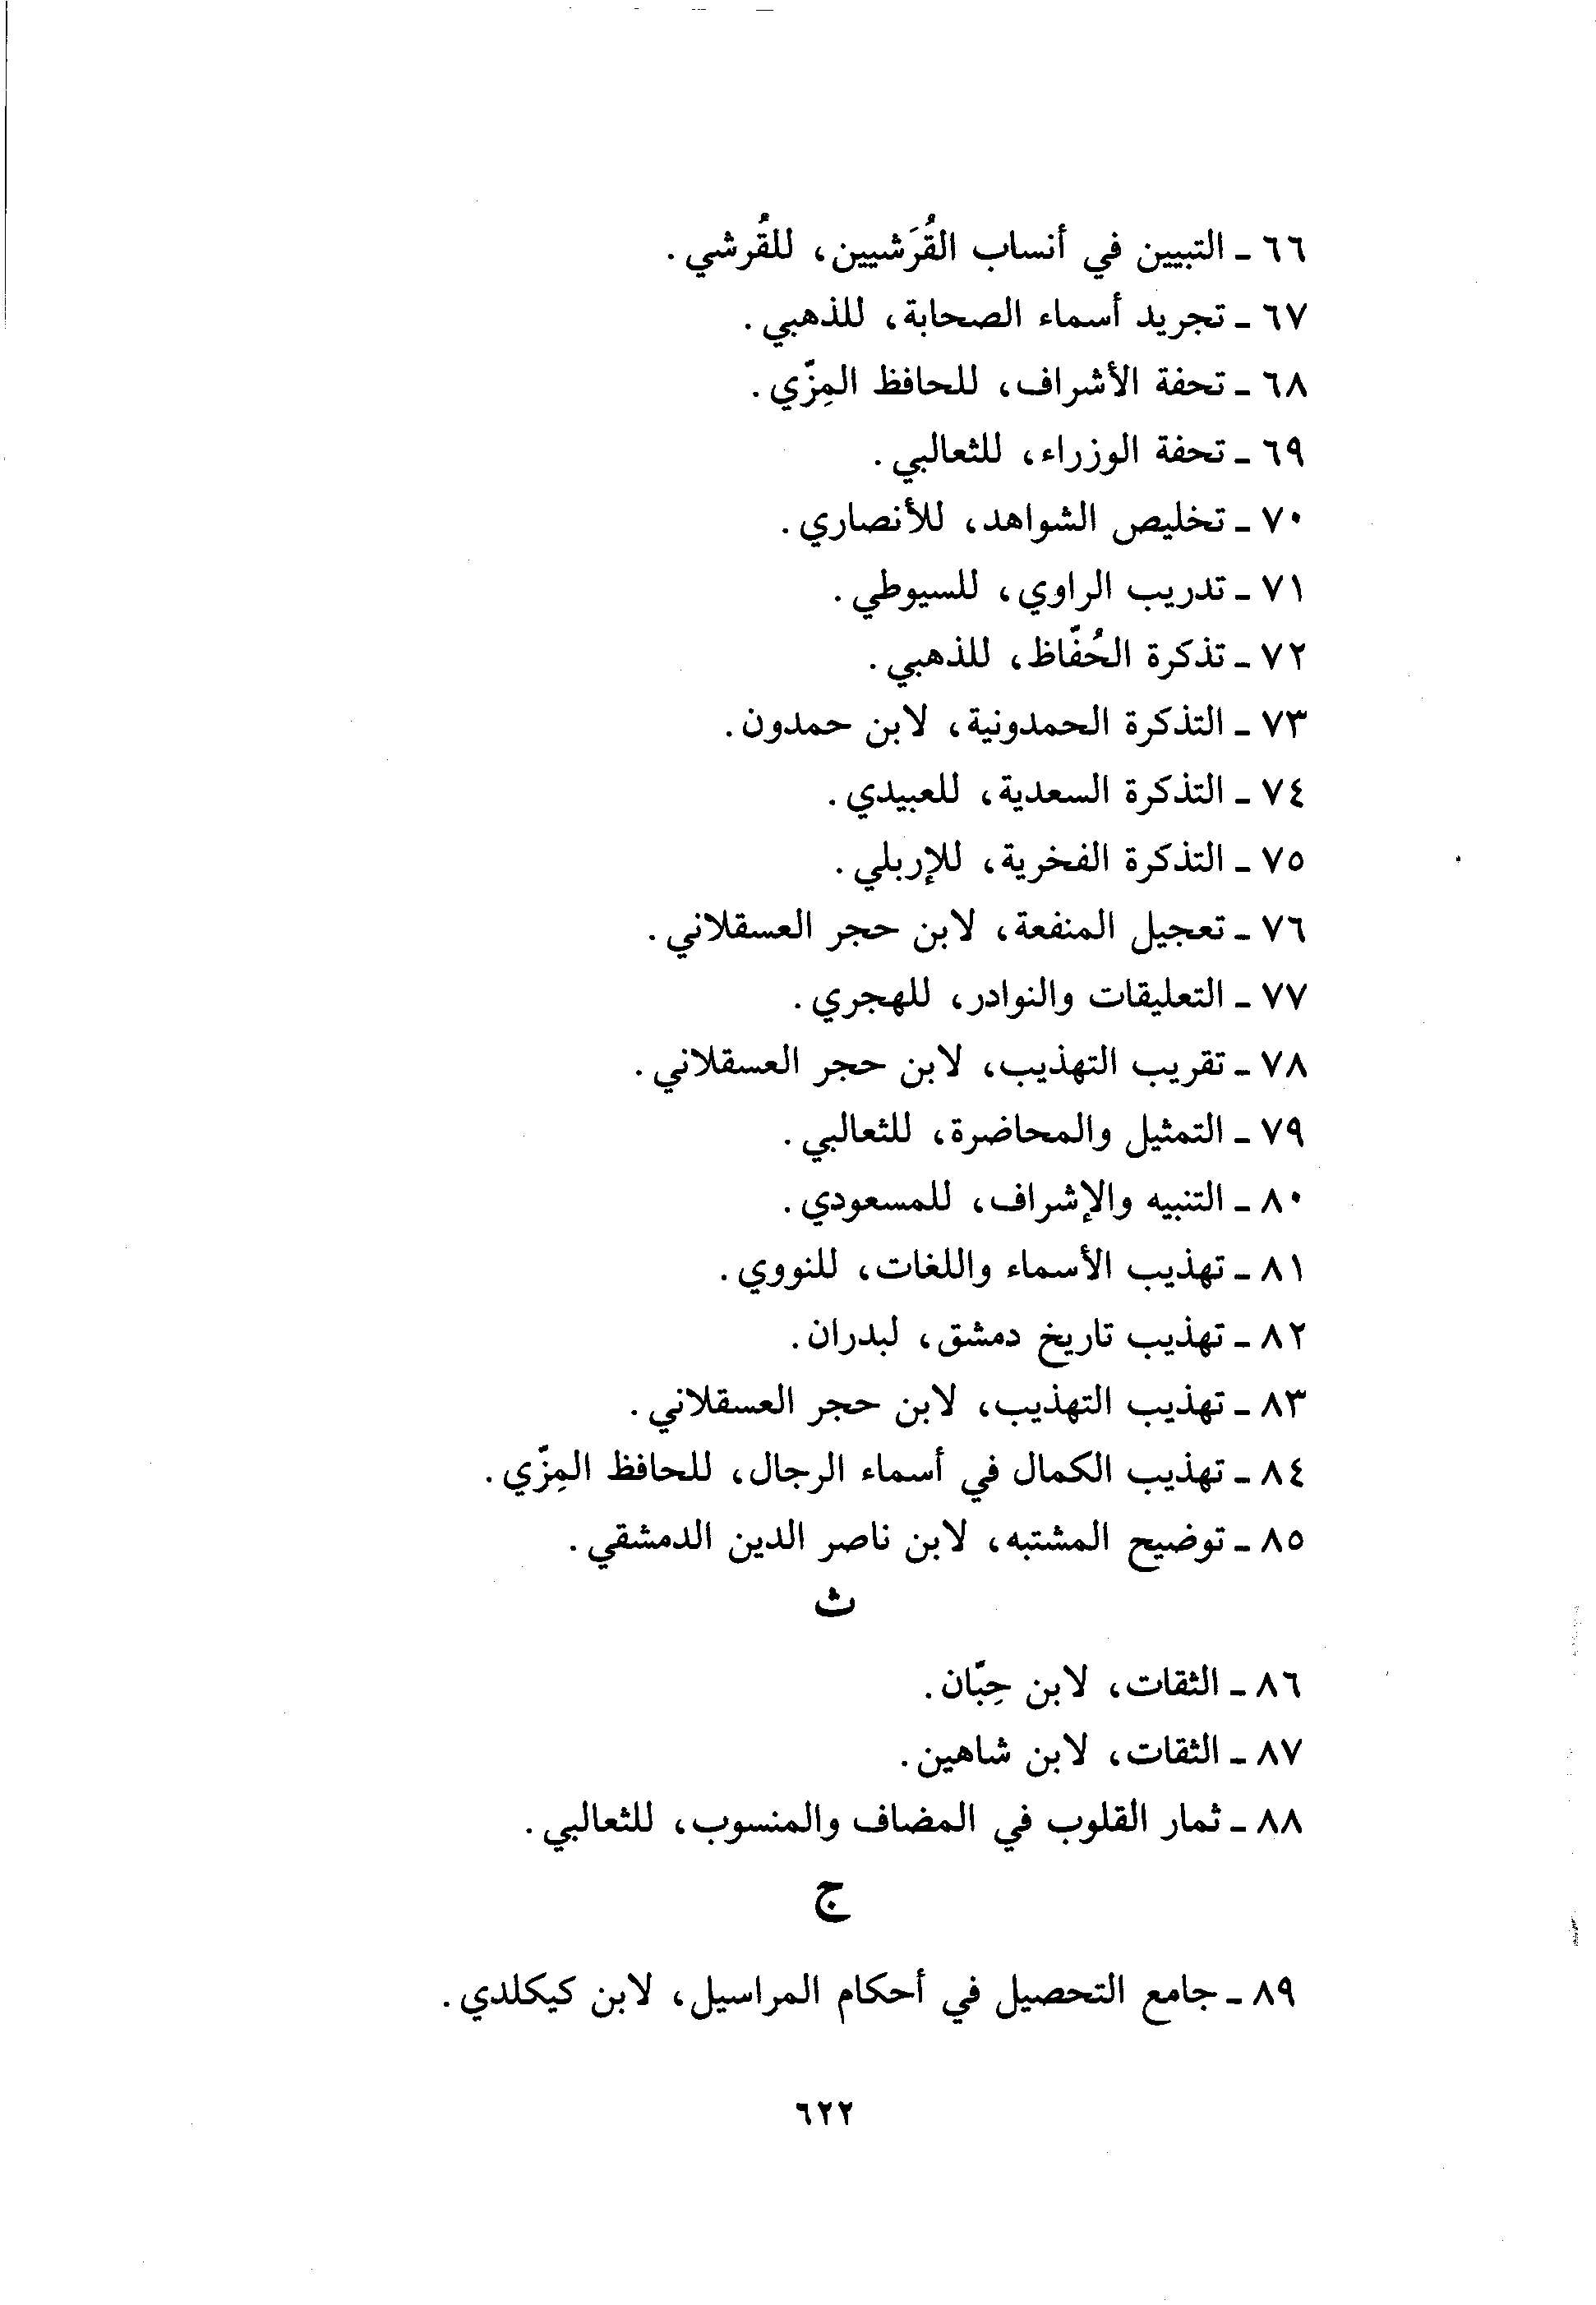 ٦٦ ـ التبيين في أنساب القُرَشيين، للقُرشي.
٦٧ ـ تجريد أسماء الصحابة، للذهبي.
٦٨ ـ تحفة الأشراف، للحافظ المِزّي.
٦٩ ـ تحفة الوزراء، للثعالبي.
٧٠ ـ تخليص الشواهد، للأنصاري.
٧١ ـ تدريب الراوي، للسيوطي.
٧٢ ـ تذكرة الحُفّاظ، للذهبي.
٧٣ ـ التذكرة الحمدونية، لابن حمدون.
٧٤ ـ التذكرة السعدية، للعبيدي.
٧٥ ـ التذكرة الفخرية، للإربلي.
٧٦ ـ تعجيل المنفعة، لابن حجر العسقلاني.
٧٧ ـ التعليقات والنوادر، للهجري.
٧٨ ـ تقريب التهذيب، لابن حجر العسقلاني.
٧٩ ـ التمثيل والمحاضرة، للثعالبي.
٨٠ ـ التنبيه والإشراف، للمسعودي.
٨١ ـ تهذيب الأسماء واللغات، للنووي.
٨٢ ـ تهذيب تاريخ دمشق، لبدران.
٨٣ ـ تهذيب التهذيب، لابن حجر العسقلاني.
٨٤ ـ تهذيب الكمال في أسماء الرجال، للحافظ المِزّي.
٨٥ ـ توضيح المشتبه، لابن ناصر الدين الدمشقي.
ث
٨٦ ـ الثقات، لابن حِبّان.
٨٧ ـ الثقات، لابن شاهين.
٨٨ ـ ثمار القلوب في المضاف والمنسوب، للثعالبي.
ج
٨٩ ـ جامع التحصيل في أحكام المراسيل، لابن كيكلدي.
٦٢٢